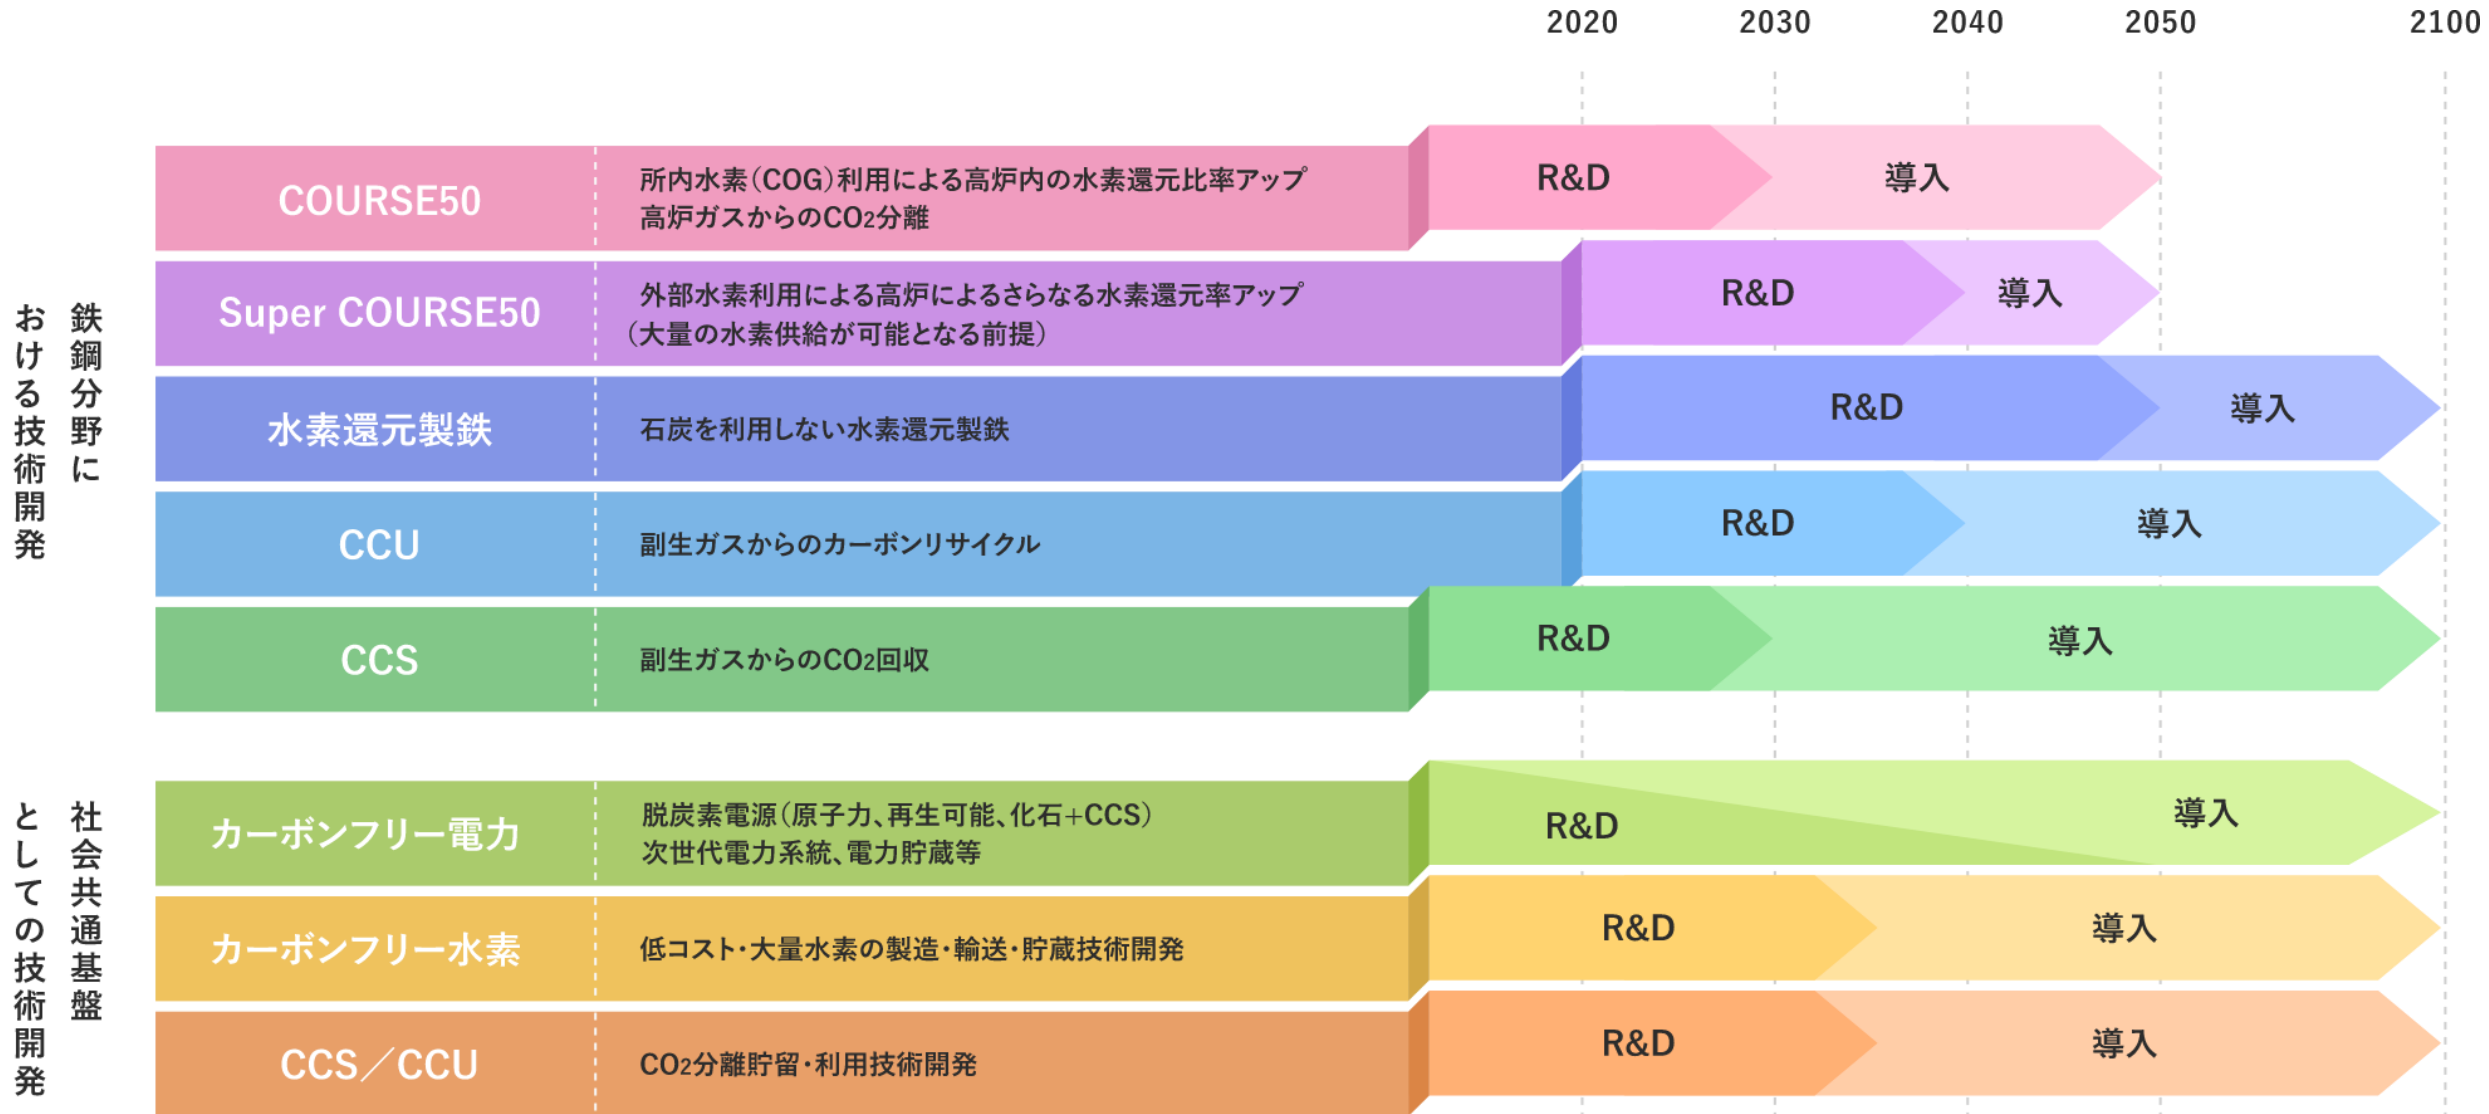 2020 2030 2040 2050 2100
鉄鋼分野に
おける技術開発
COURSE50
所内水素(COG)利用による高炉内の水素還元比率アップ
高炉ガスからのCO2分離
R&D 導入
Super COURSE50
外部水素利用による高炉によるさらなる水素還元率アップ
(大量の水素供給が可能となる前提)
R&D 導入
水素還元製鉄
石炭を利用しない水素還元製鉄
R&D 導入
CCU
副生ガスからのカーボンリサイクル
R&D 導入
CCS
副生ガスからのCO2回収
R&D 導入
社会共通基盤
としての技術開発
カーボンフリー電力
脱炭素電源(原子力、再生可能、化石+CCS)
次世代電力系統、電力貯蔵等
R&D 導入
カーボンフリー水素
低コスト・大量水素の製造・輸送・貯蔵技術開発
R&D 導入
CCS／CCU
CO2分離貯留・利用技術開発
R&D 導入